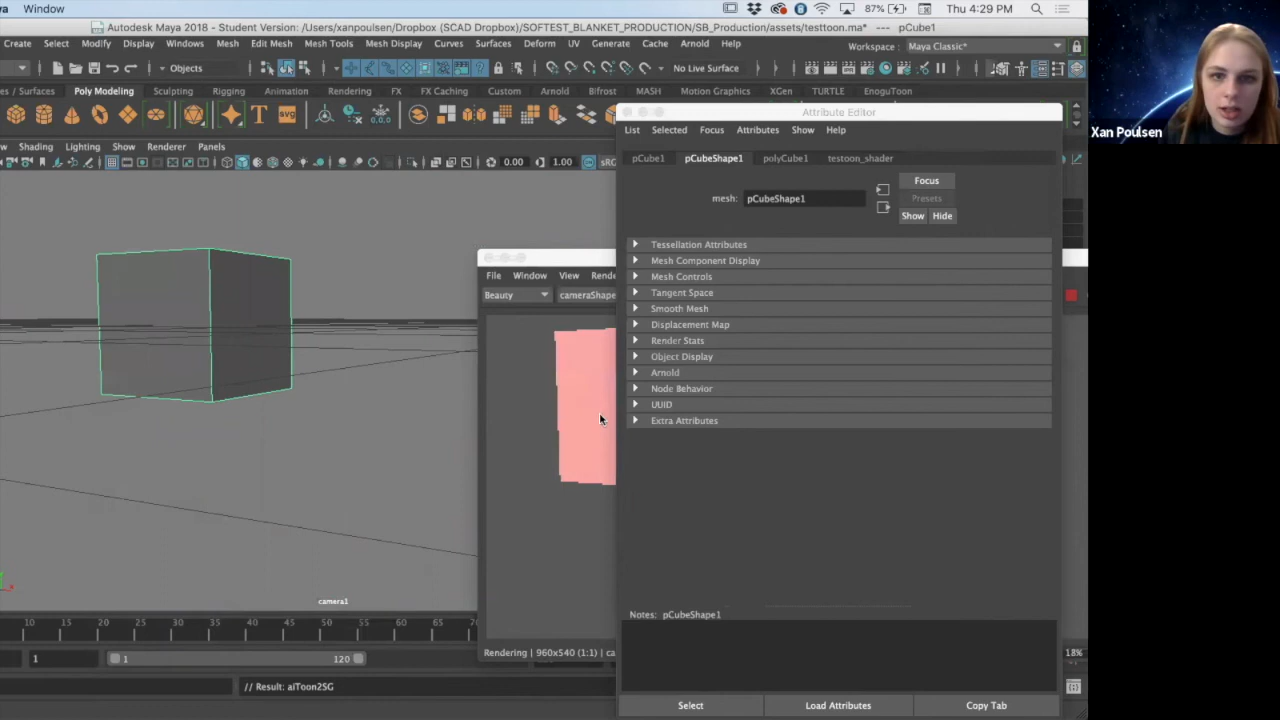 a Window 87% Thu 4:29 PM
Autodesk Maya 2018 - Student Version: /Users/xanpoulsen/Dropbox (SCAD Dropbox)/SOFTEST_BLANKET_PRODUCTION/SB_Production/assets/testtoon.ma* --- pCube1
Create Select Modify Display Windows Mesh Edit Mesh Mesh Tools Mesh Display Curves Surfaces Deform UV Generate Cache Arnold Help Workspace : Maya Classic*
Objects No Live Surface
es / Surfaces Poly Modeling Sculpting Rigging Animation Rendering FX FX Caching Custom Arnold Bifrost MASH Motion Graphics XGen TURTLE EnoguToon
T SVG
Attribute Editor
List Selected Focus Attributes Show Help
Shading Lighting Show Renderer Panels
0.00 1.00 sRG
pCube1 pCubeShape1 polyCube1 testoon_shader
Focus
mesh: pCubeShape1 Presets
Show Hide
Tessellation Attributes
Mesh Component Display
Mesh Controls
Tangent Space
Smooth Mesh
Displacement Map
Render Stats
Object Display
Arnold
Node Behavior
UUID
Extra Attributes
File Window View Rende
Beauty cameraShape
camera1
Notes: pCubeShape1
10 15 20 25 30 35 40 45 50 55 60 65 70
Rendering | 960x540 (1:1) | ca 18%
1 1 120
// Result: aiToon2SG
Select Load Attributes Copy Tab
Xan Poulsen